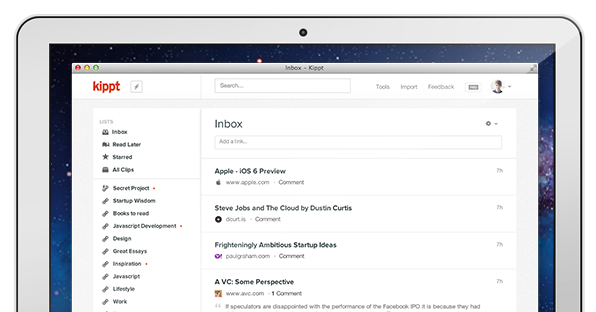 Inbox – Kippt
kippt
Search...
Tools Import Feedback PRO
LISTS
Inbox
Read Later
Starred
All Clips
Secret Project
Startup Wisdom
Books to read
Javascript Development
Design
Great Essays
Inspiration
Javascript
Lifestyle
Work
Inbox
Add a link...
Apple - iOS 6 Preview 7h
www.apple.com · Comment
Steve Jobs and The Cloud by Dustin Curtis 7h
dcurt.is · Comment
Frighteningly Ambitious Startup Ideas 7h
paulgraham.com · Comment
A VC: Some Perspective 7h
www.avc.com · 1 Comment
If speculators are disappointed with the performance of the Facebook IPO it is because they had